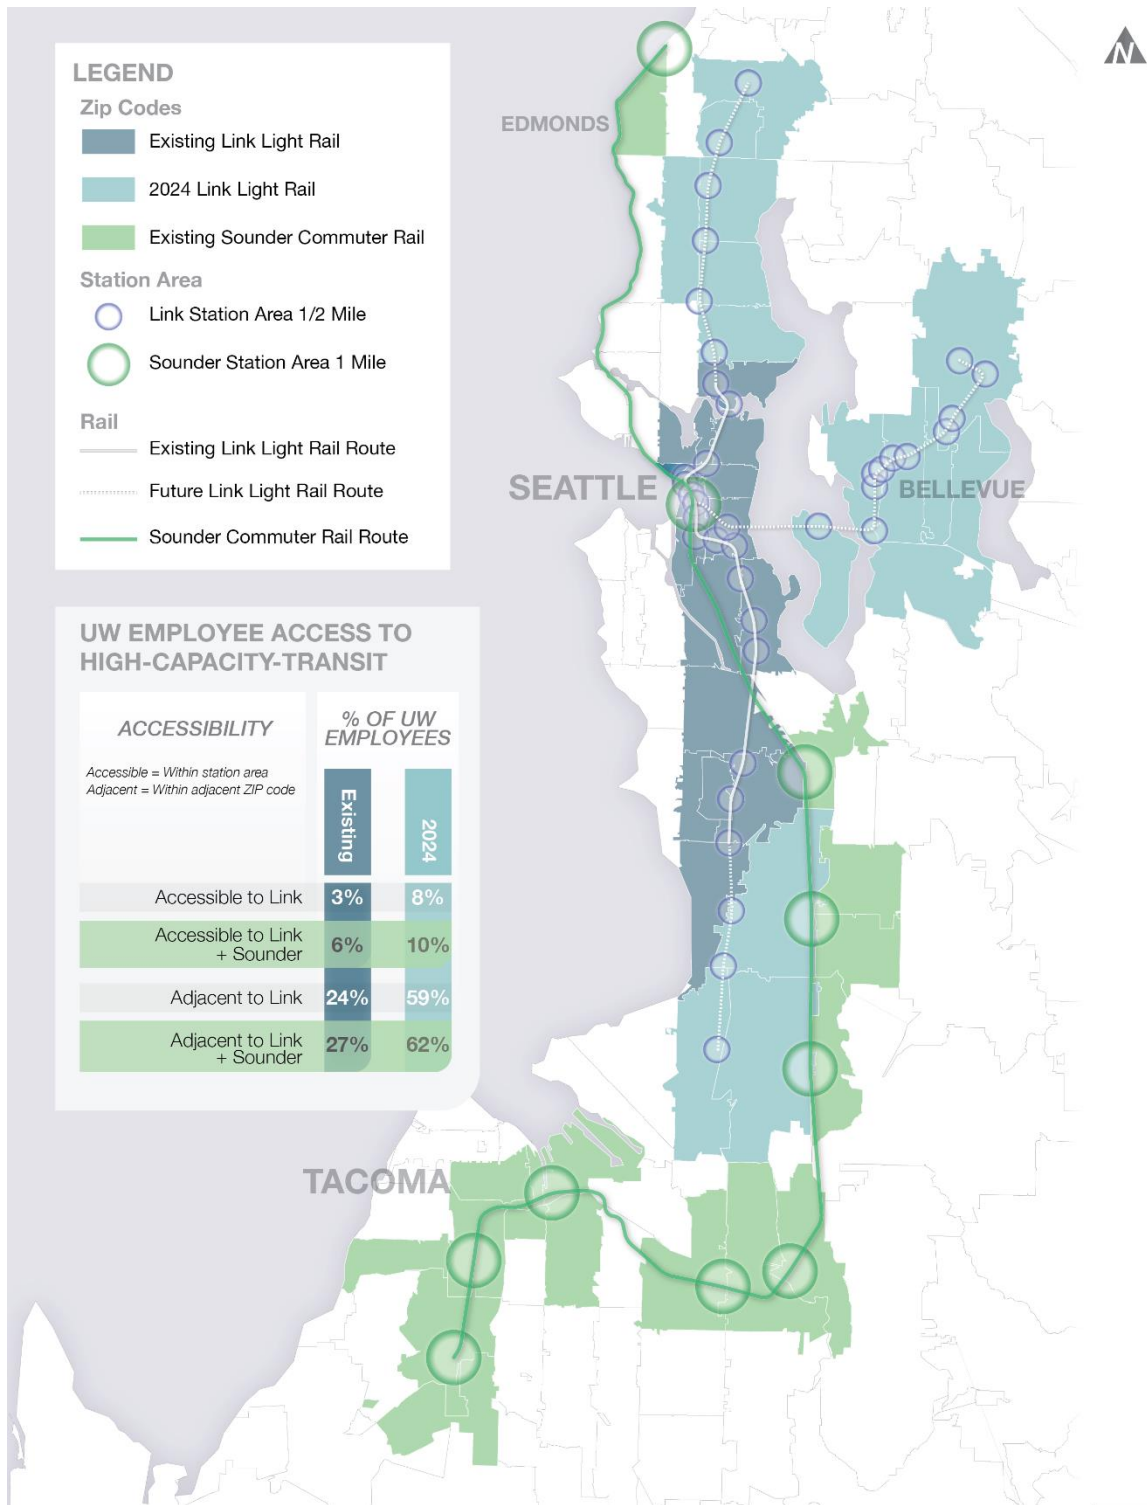 N
LEGEND
Zip Codes
Existing Link Light Rail
2024 Link Light Rail
Existing Sounder Commuter Rail
Station Area
Link Station Area 1/2 Mile
Sounder Station Area 1 Mile
Rail
Existing Link Light Rail Route
Future Link Light Rail Route
Sounder Commuter Rail Route
EDMONDS
SEATTLE
BELLEVUE
TACOMA
UW EMPLOYEE ACCESS TO
HIGH-CAPACITY-TRANSIT
ACCESSIBILITY
% OF UW
EMPLOYEES
Accessible = Within station area
Adjacent = Within adjacent ZIP code
Existing
2024
Accessible to Link 3% 8%
Accessible to Link
+ Sounder 6% 10%
Adjacent to Link 24% 59%
Adjacent to Link
+ Sounder 27% 62%